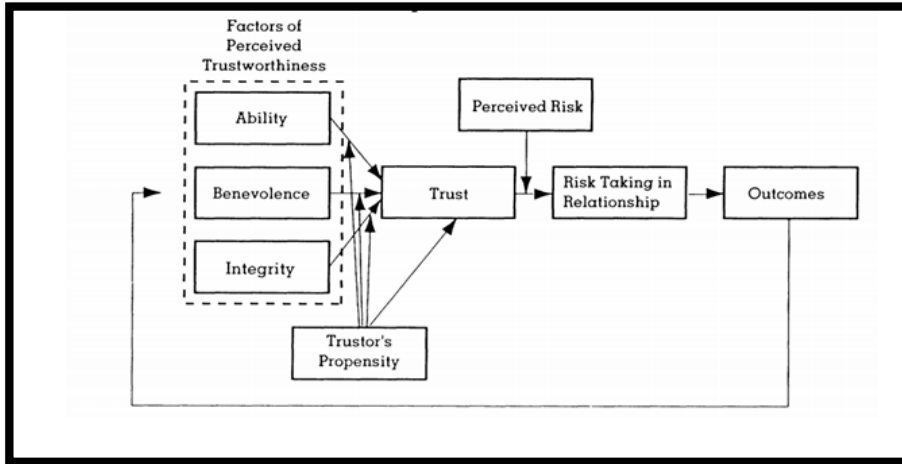 Factors of
Perceived
Trustworthiness
Ability
Benevolence
Integrity
Trustor's
Propensity
Trust
Perceived Risk
Risk Taking in
Relationship
Outcomes